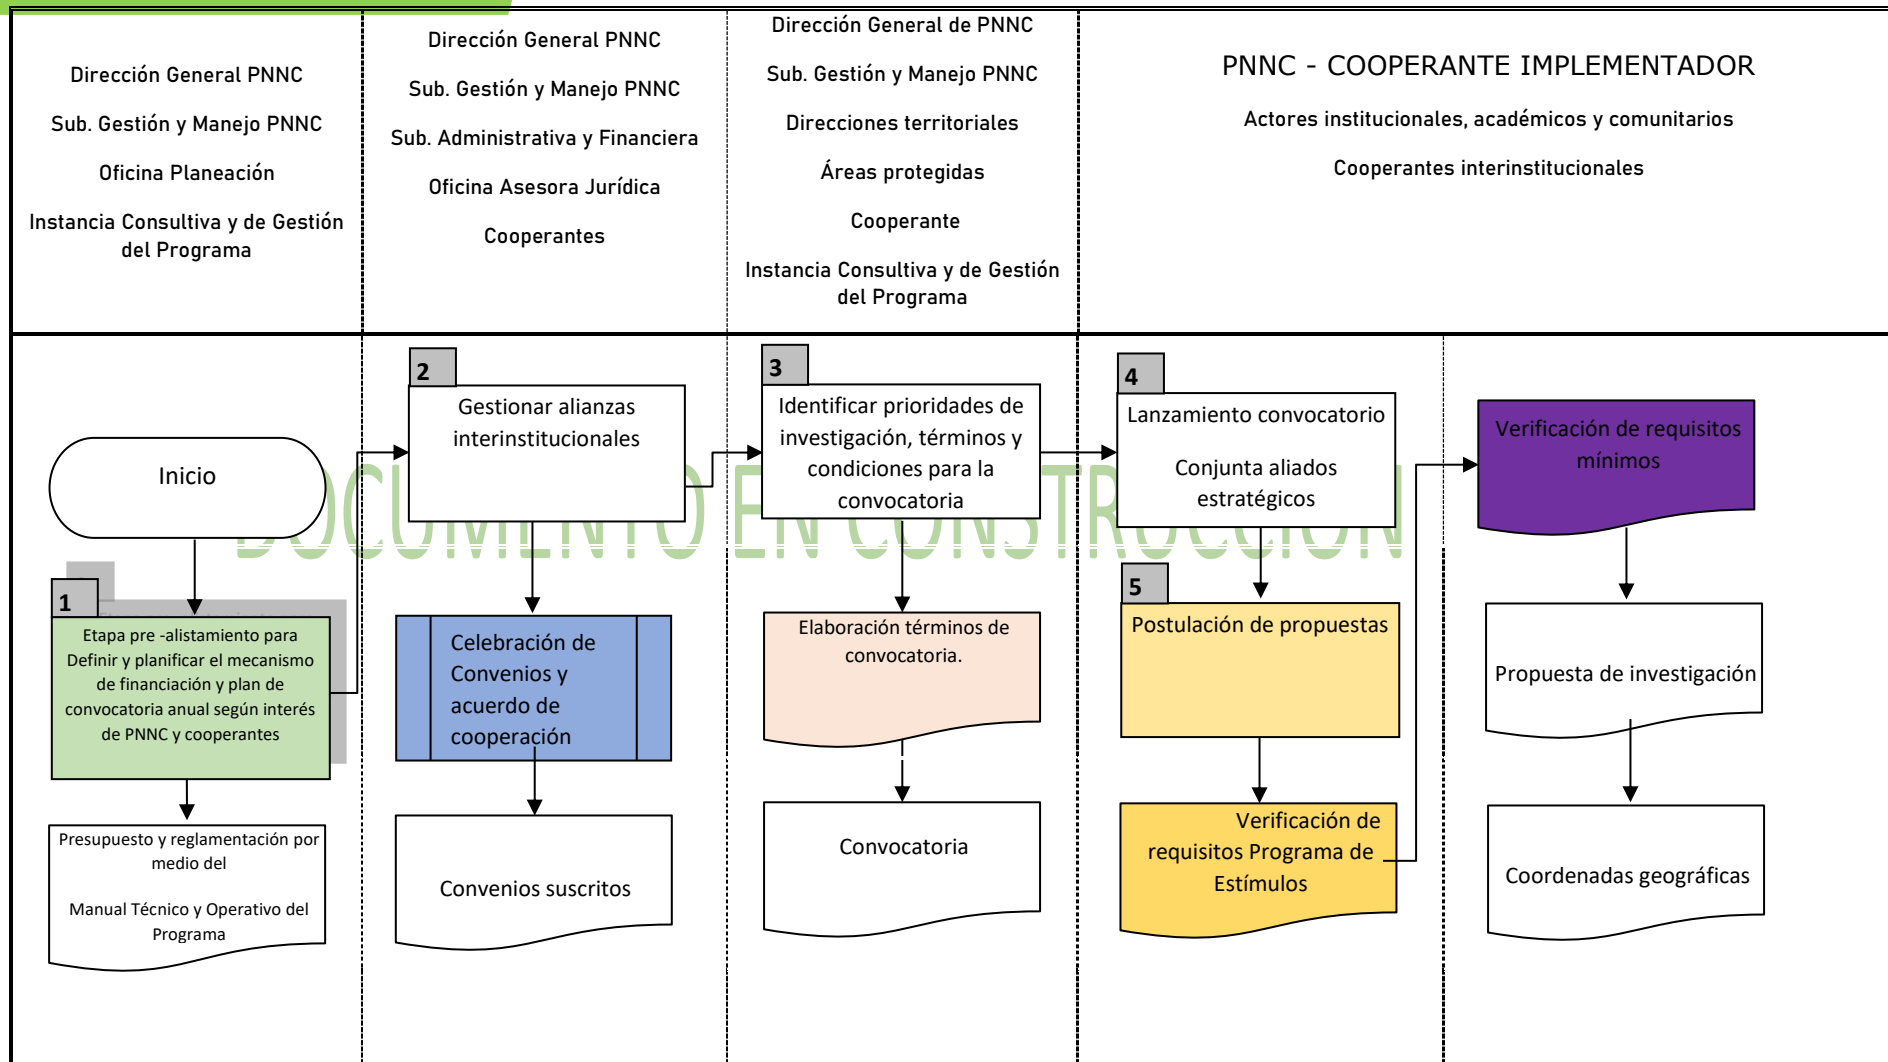 Dirección General PNNC
Sub. Gestión y Manejo PNNC
Oficina Planeación
Instancia Consultiva y de Gestión
del Programa
Dirección General PNNC
Sub. Gestión y Manejo PNNC
Sub. Administrativa y Financiera
Oficina Asesora Jurídica
Cooperantes
Dirección General de PNNC
Sub. Gestión y Manejo PNNC
Direcciones territoriales
Áreas protegidas
Cooperante
Instancia Consultiva y de Gestión
del Programa
PNNC - COOPERANTE IMPLEMENTADOR
Actores institucionales, académicos y comunitarios
Cooperantes interinstitucionales
DOCUMENTO EN CONSTRUCCIÓN
Inicio
1
Etapa pre -alistamiento para
Definir y planificar el mecanismo
de financiación y plan de
convocatoria anual según interés
de PNNC y cooperantes
Presupuesto y reglamentación por
medio del
Manual Técnico y Operativo del
Programa
2
Gestionar alianzas
interinstitucionales
Celebración de
Convenios y
acuerdo de
cooperación
Convenios suscritos
3
Identificar prioridades de
investigación, términos y
condiciones para la
convocatoria
Elaboración términos de
convocatoria.
Convocatoria
4
Lanzamiento convocatorio
Conjunta aliados
estratégicos
5
Postulación de propuestas
Verificación de
requisitos Programa de
Estímulos
Verificación de requisitos
mínimos
Propuesta de investigación
Coordenadas geográficas